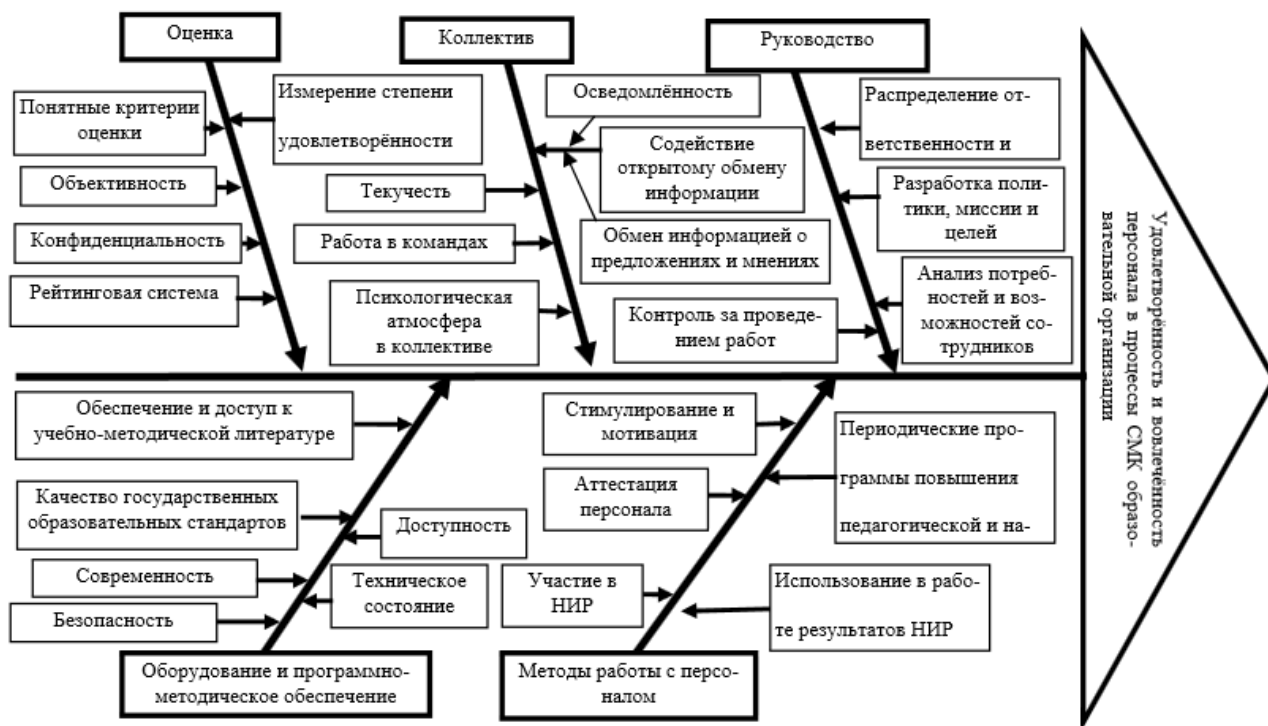 Оценка
Коллектив
Руководство
Понятные критерии
оценки
Измерение степени
удовлетворённости
Объективность
Конфиденциальность
Рейтинговая система
Осведомлённость
Содействие
открытому обмену
информации
Текучесть
Работа в командах
Обмен информацией о
предложениях и мнениях
Психологическая
атмосфера
в коллективе
Распределение от-
ветственности и
Разработка поли-
тики, миссии и
целей
Анализ потреб-
ностей и воз-
можностей со-
трудников
Контроль за проведе-
нием работ
Удовлетворённость и вовлечённость
персонала в процессы СМК образо-
вательной организации
Обеспечение и доступ к
учебно-методической литературе
Качество государственных
образовательных стандартов
Доступность
Современность
Техническое
состояние
Безопасность
Стимулирование и
мотивация
Периодические про-
граммы повышения
педагогической и на-
Аттестация
персонала
Участие в
НИР
Использование в рабо-
те результатов НИР
Оборудование и программно-
методическое обеспечение
Методы работы с персо-
налом